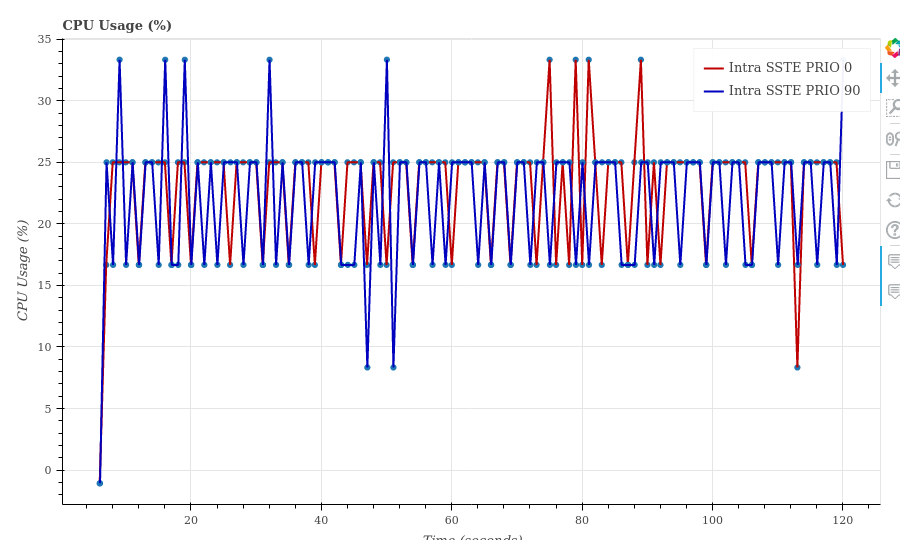 CPU Usage (%)
35
30
25
20
15
10
5
0
CPU Usage (%)
Intra SSTE PRIO 0
Intra SSTE PRIO 90
20 40 60 80 100 120
Time (seconds)